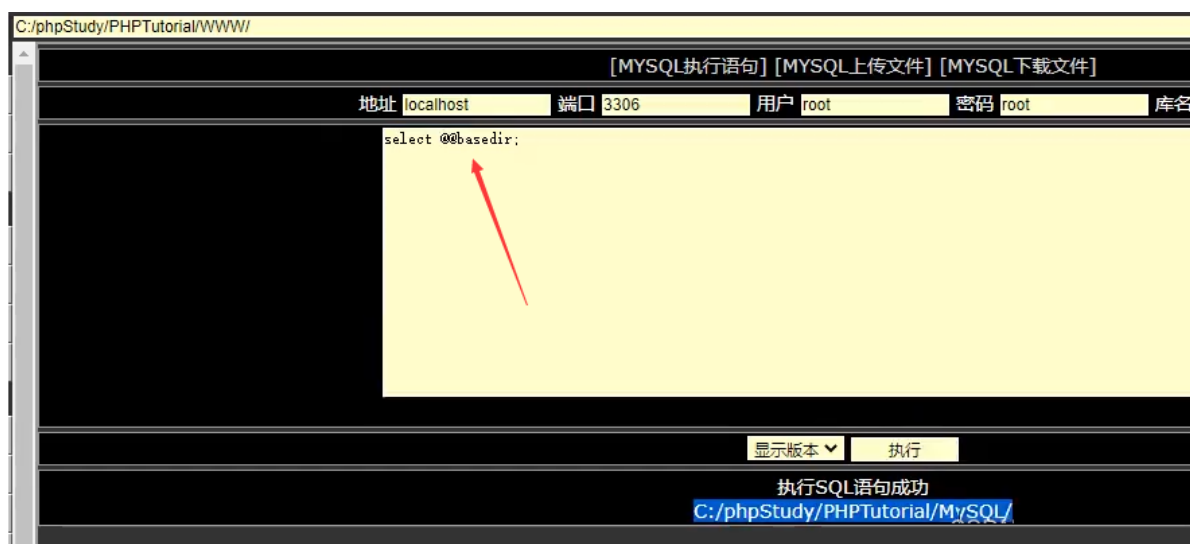 C:/phpStudy/PHPTutorial/WWW/
[MYSQL执行语句] [MYSQL上传文件] [MYSQL下载文件]
地址 localhost 端口 3306 用户 root 密码 root 库名
select @@basedir;
显示版本 执行
执行SQL语句成功
C:/phpStudy/PHPTutorial/MySQL/